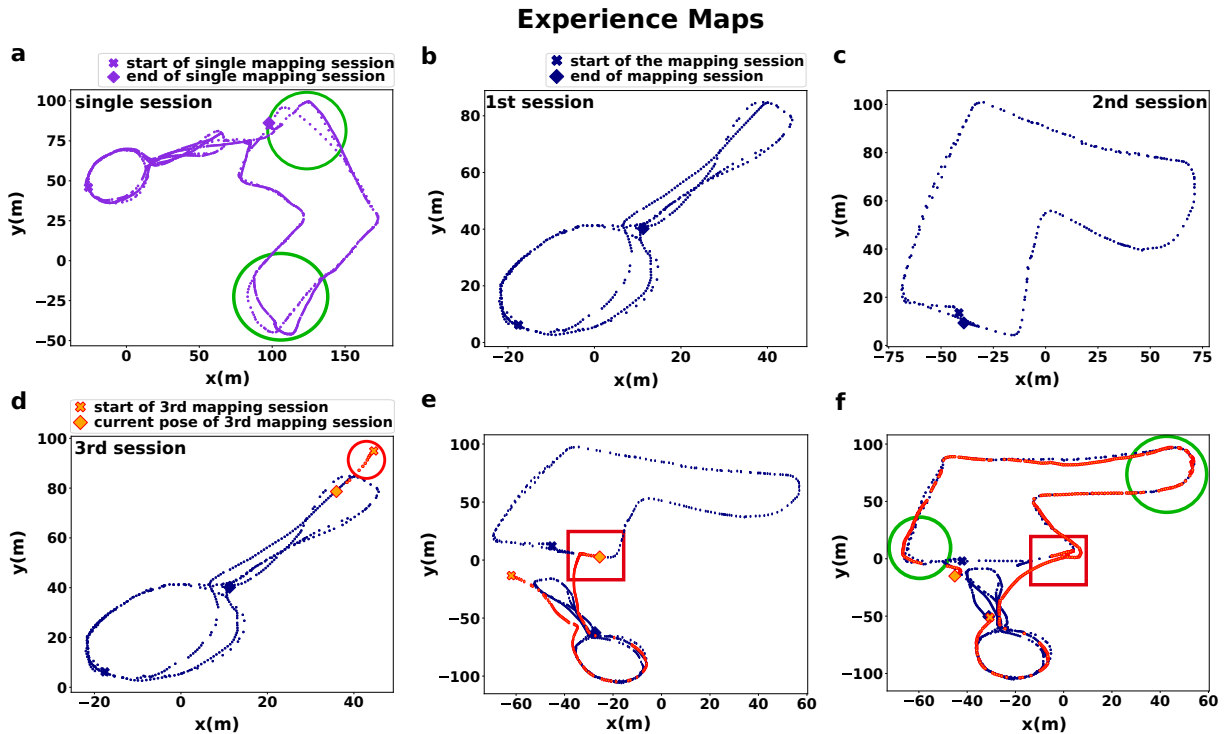 Experience Maps
a
start of single mapping session
end of single mapping session
single session
100
75
50
25
0
−25
−50
0
50
100
150
x(m)
y(m)
b
start of the mapping session
end of mapping session
1st session
80
60
40
20
0
−20
0
20
40
x(m)
y(m)
c
2nd session
100
80
60
40
20
0
−75
−50
−25
0
25
50
75
x(m)
y(m)
d
start of 3rd mapping session
current pose of 3rd mapping session
3rd session
100
80
60
40
20
0
−20
0
20
40
x(m)
y(m)
e
100
50
0
−50
−100
−60
−40
−20
0
20
40
60
x(m)
y(m)
f
100
50
0
−50
−100
−60
−40
−20
0
20
40
60
x(m)
y(m)